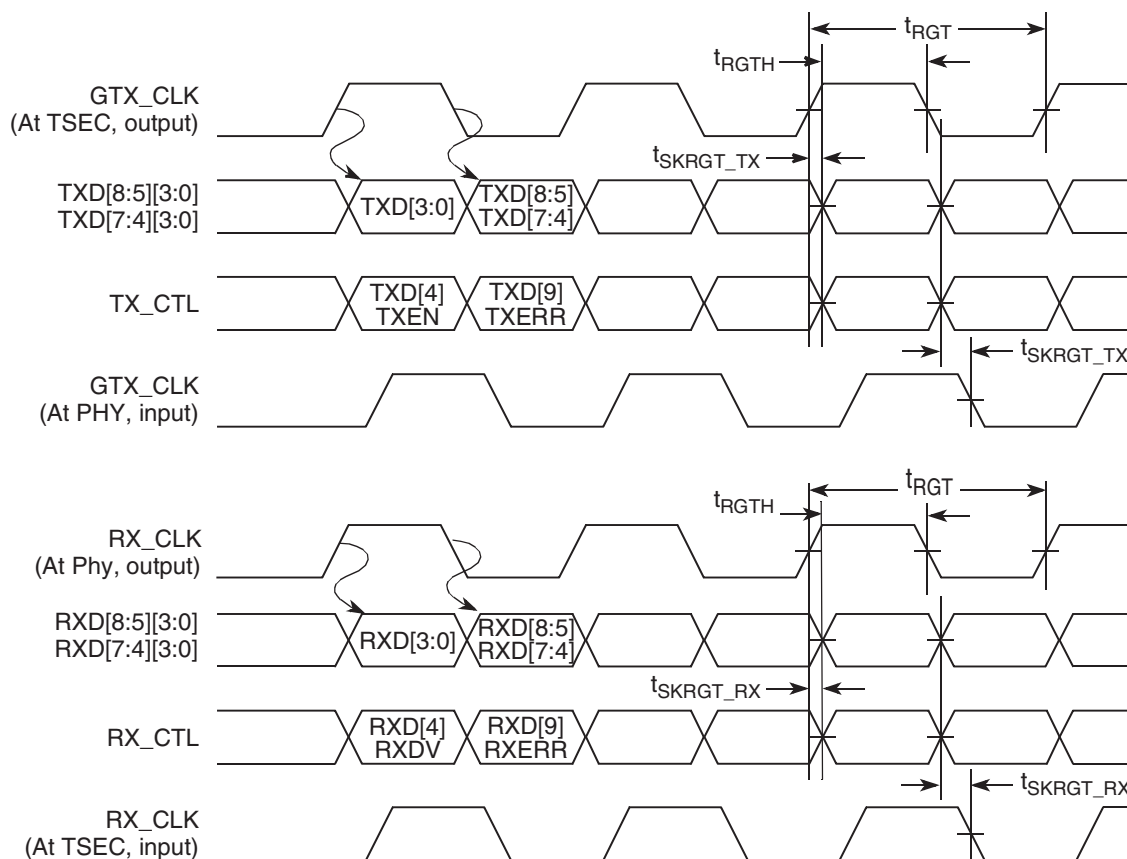 tRGT
tRGTH
GTX_CLK
(At TSEC, output)
tSKRGT_TX
TXD[8:5][3:0]
TXD[7:4][3:0]
TXD[3:0]
TXD[8:5]
TXD[7:4]
TX_CTL
TXD[4]
TXEN
TXD[9]
TXERR
tSKRGT_TX
GTX_CLK
(At PHY, input)
tRGT
tRGTH
RX_CLK
(At Phy, output)
RXD[8:5][3:0]
RXD[7:4][3:0]
RXD[3:0]
RXD[8:5]
RXD[7:4]
tSKRGT_RX
RX_CTL
RXD[4]
RXDV
RXD[9]
RXERR
tSKRGT_RX
RX_CLK
(At TSEC, input)